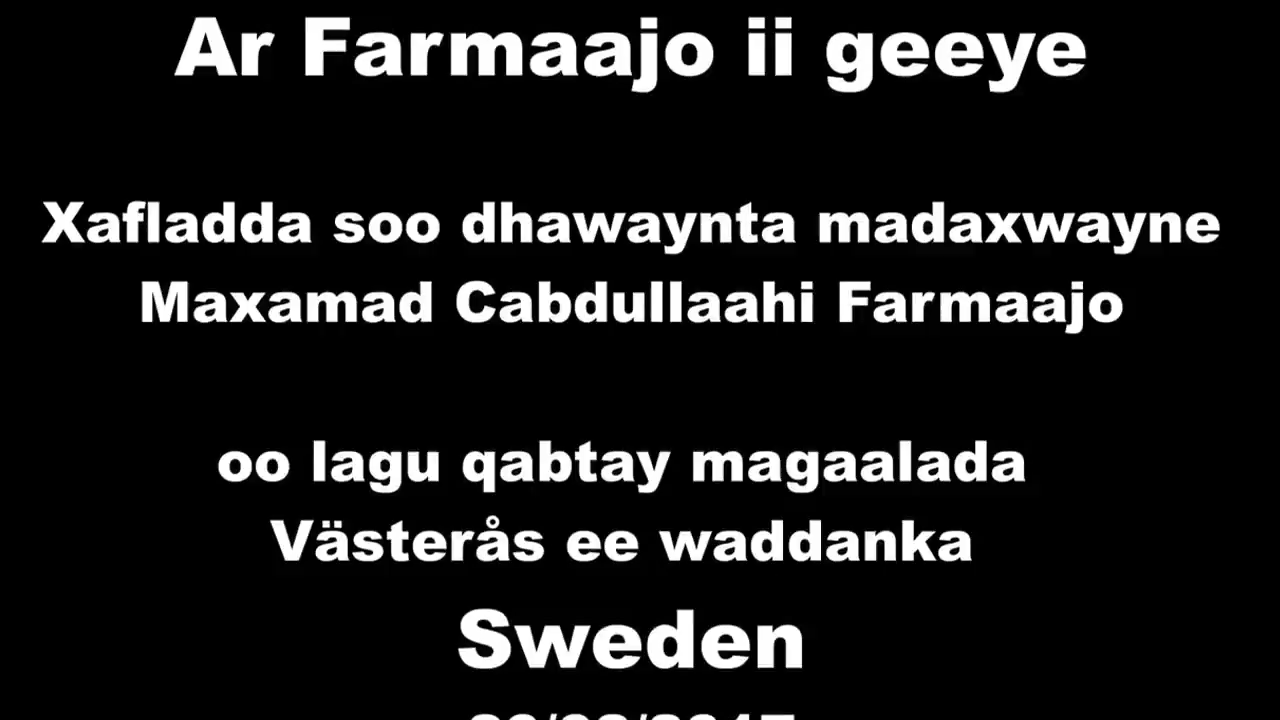 Ar Farmaajo ii geeye
Xafladda soo dhawaynta madaxwayne
Maxamad Cabdullaahi Farmaajo
oo lagu qabtay magaalada
Västerås ee waddanka
Sweden